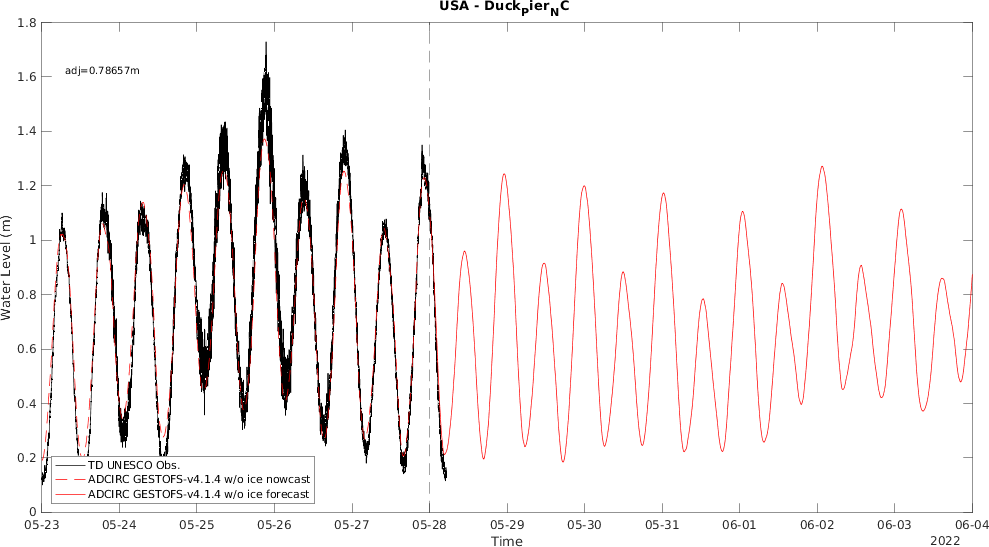 USA - DuckPierNC
1.8
1.6
1.4
1.2
1
0.8
0.6
0.4
0.2
0
Water Level (m)
adj=0.78657m
TD UNESCO Obs.
ADCIRC GESTOFS-v4.1.4 w/o ice nowcast
ADCIRC GESTOFS-v4.1.4 w/o ice forecast
05-23 05-24 05-25 05-26 05-27 05-28 05-29 05-30 05-31 06-01 06-02 06-03 06-04
Time
2022